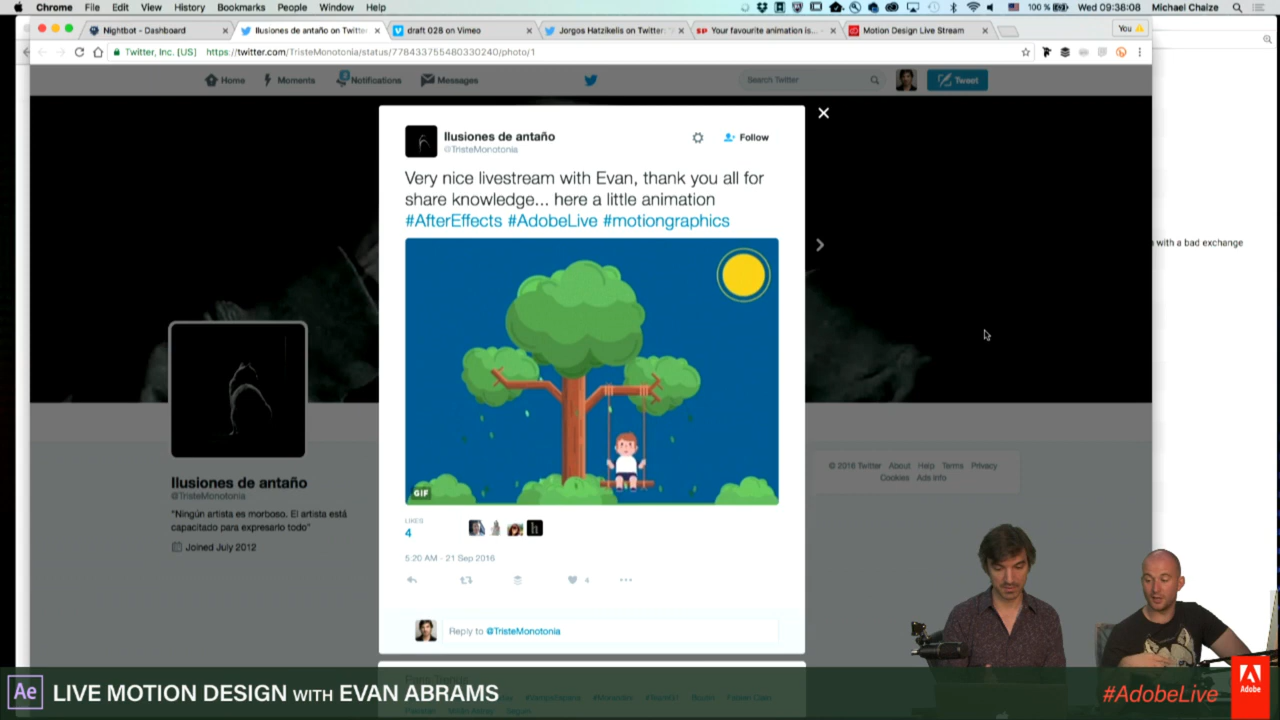 Chrome File Edit View History Bookmarks People Window Help 100 % Wed 09:38:08 Michael Chaize
Nightbot - Dashboard
Ilusiones de antaño on Twitter
draft 028 on Vimeo
Jorgos Hatzikelis on Twitter:
Your favourite animation is...
Motion Design Live Stream
You
Twitter, Inc. [US] https://twitter.com/TristeMonotonia/status/778433755480330240/photo/1
Home Moments Notifications Messages Search Twitter Tweet
Ilusiones de antaño
@TristeMonotonia
Follow
Very nice livestream with Evan, thank you all for
share knowledge... here a little animation
#AfterEffects #AdobeLive #motiongraphics
with a bad exchange
GIF
LIKES
4
5:20 AM - 21 Sep 2016
4
Reply to @TristeMonotonia
Ilusiones de antaño
@TristeMonotonia
"Ningún artista es morboso. El artista está
capacitado para expresarlo todo"
Joined July 2012
© 2016 Twitter About Help Terms Privacy
Cookies Ads info
Ae LIVE MOTION DESIGN WITH EVAN ABRAMS
#AdobeLive
Adobe